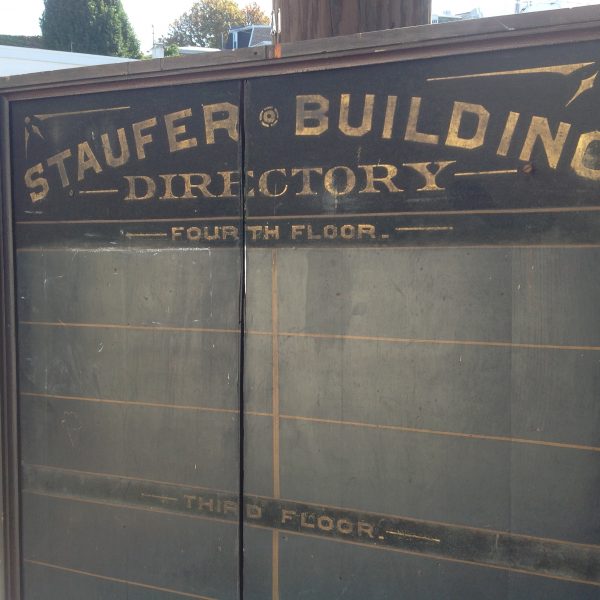 STAUFER · BUILDING
DIRECTORY
FOURTH FLOOR.
THIRD FLOOR.